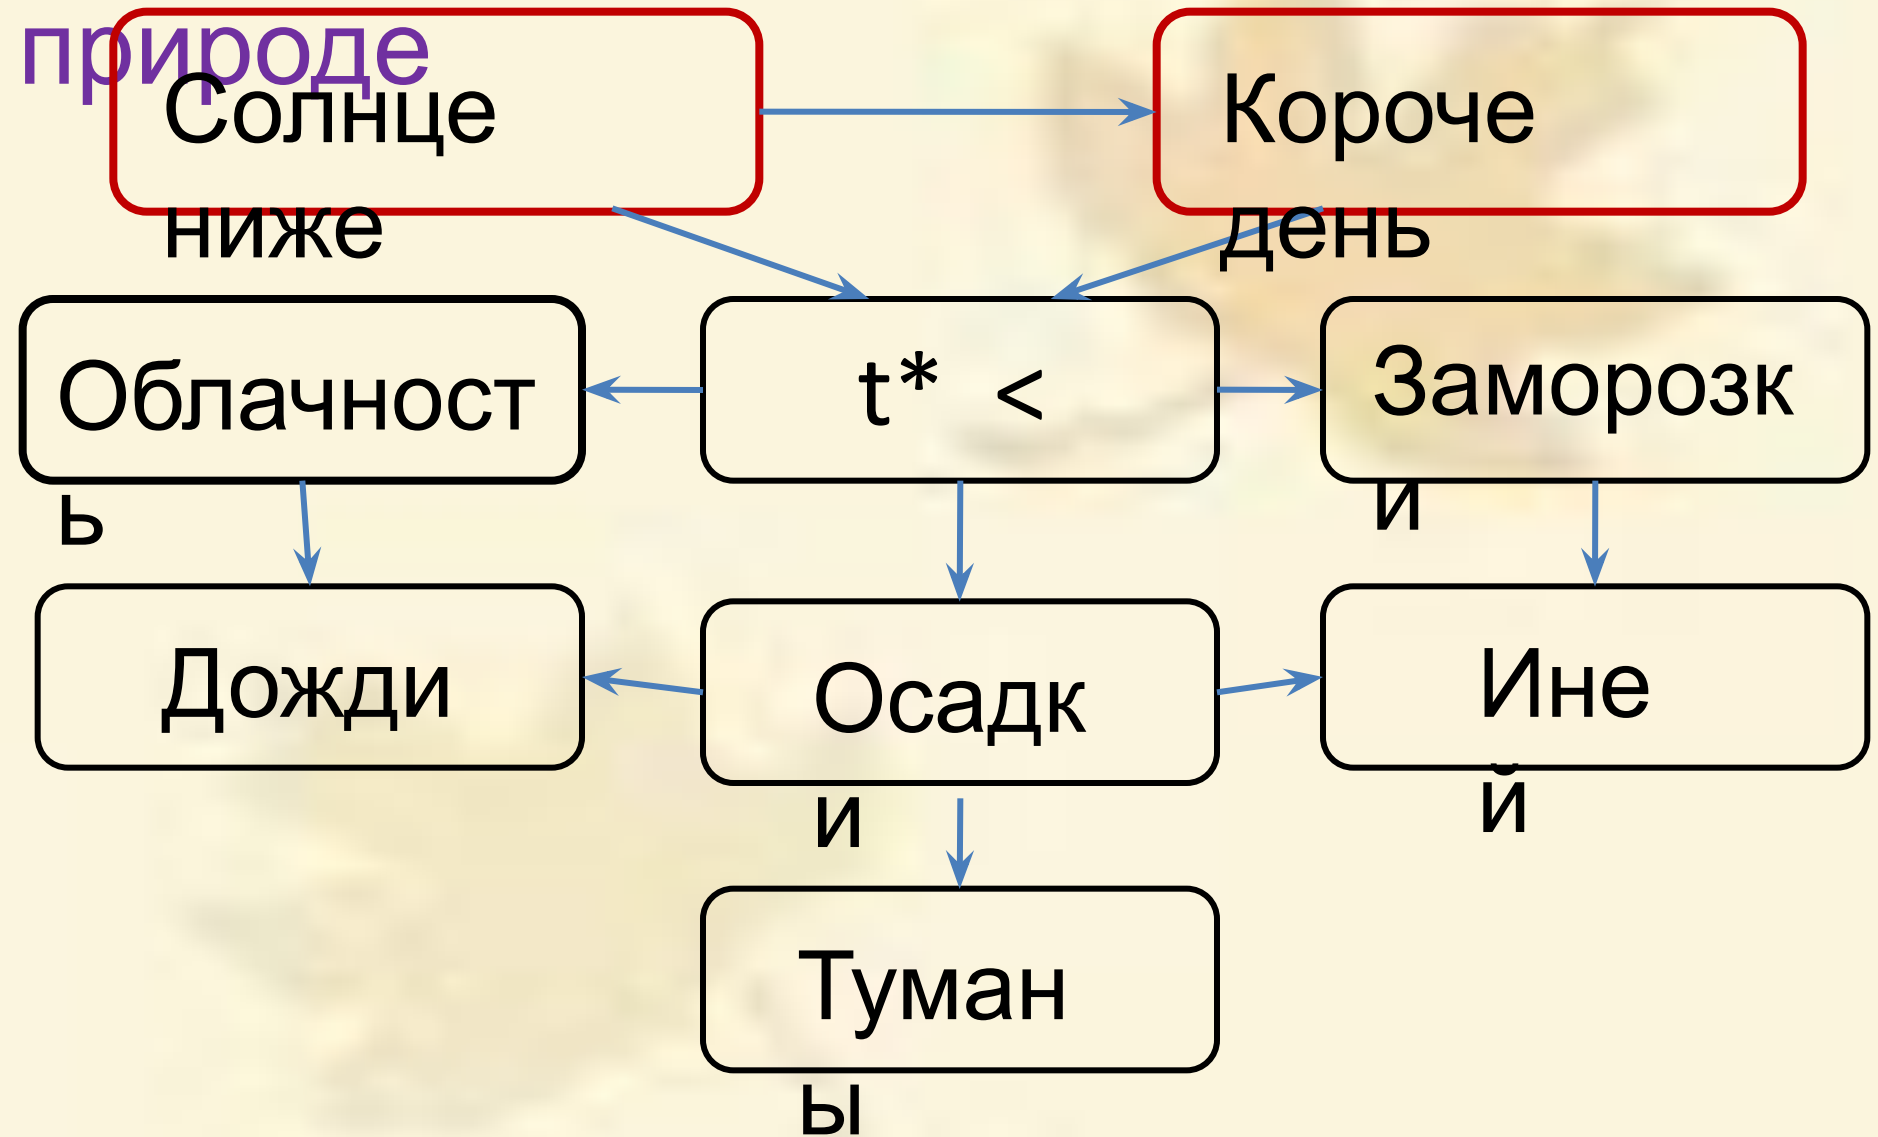 природе
Солнце
ниже
Короче
день
Облачност
ь
t* <
Заморозк
и
Дожди
Осадк
и
Ине
й
Туман
ы